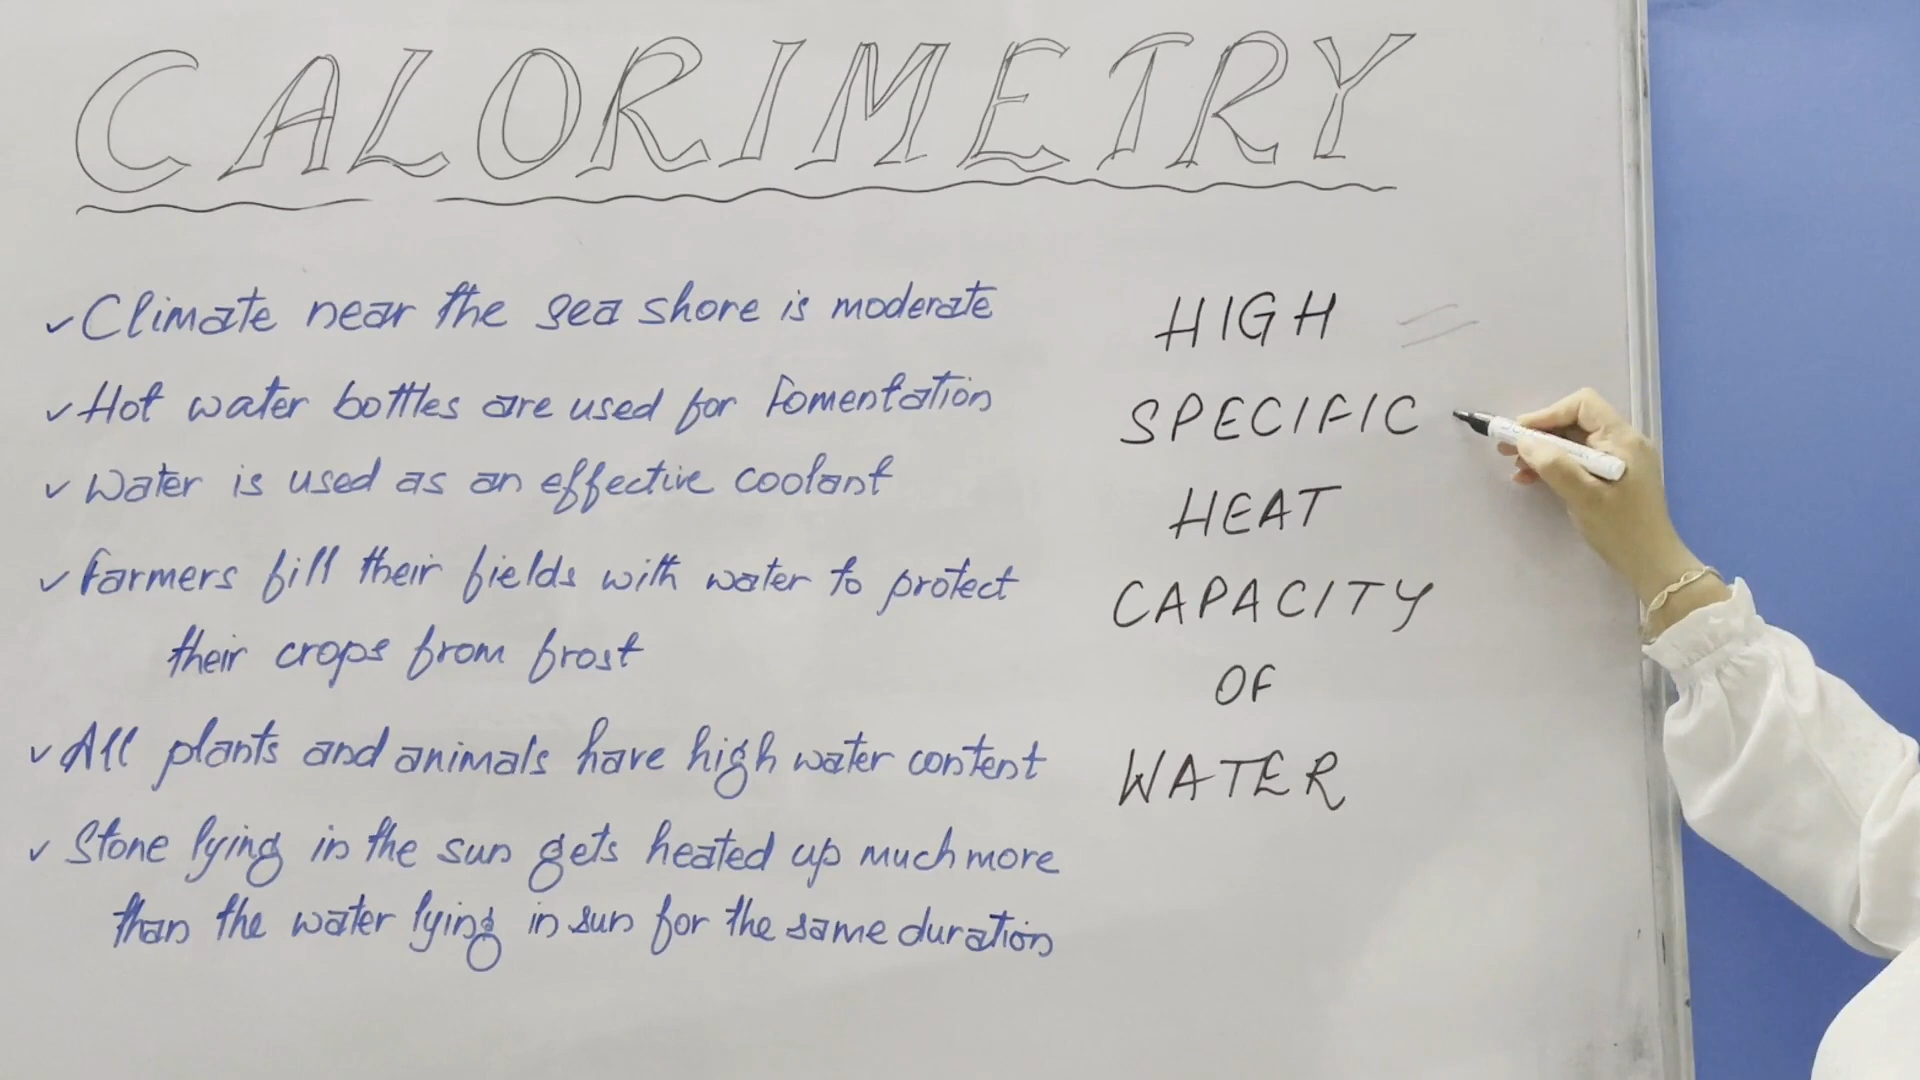 CALORIMETRY
✓ Climate near the sea shore is moderate
✓ Hot water bottles are used for Fomentation
✓ Water is used as an effective coolant
✓ Farmers fill their fields with water to protect
their crops from frost
✓ All plants and animals have high water content
✓ Stone lying in the sun gets heated up much more
than the water lying in sun for the same duration
HIGH
SPECIFIC
HEAT
CAPACITY
OF
WATER